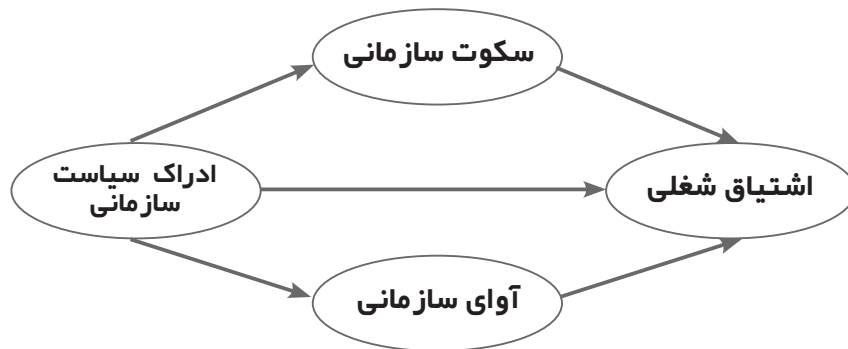 سکوت سازمانی
ادراک سیاست
سازمانی
اشتیاق شغلی
آوای سازمانی